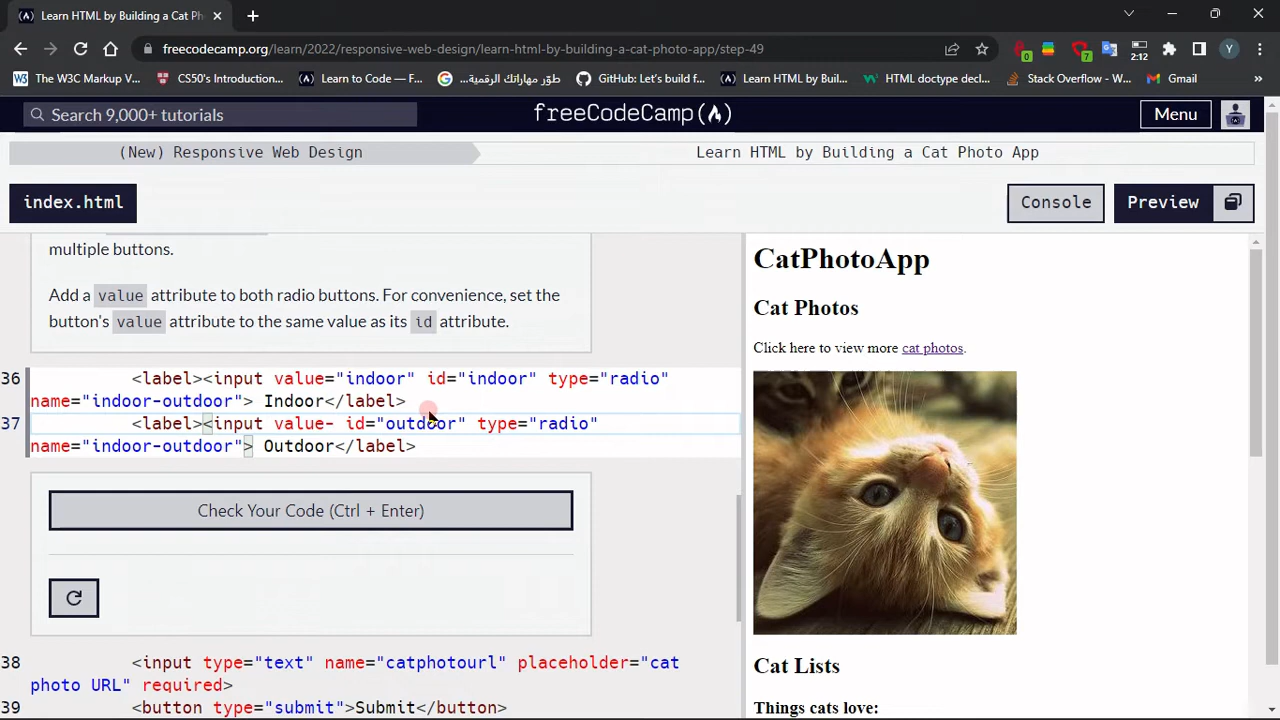 Learn HTML by Building a Cat Ph
freecodecamp.org/learn/2022/responsive-web-design/learn-html-by-building-a-cat-photo-app/step-49
0
7
2:12
Y
The W3C Markup V...
CS50's Introduction...
Learn to Code — F...
طوّر مهاراتك الرقمية...
GitHub: Let's build f...
Learn HTML by Buil...
HTML doctype decl...
Stack Overflow - W...
Gmail
»
Search 9,000+ tutorials
freeCodeCamp
Menu
(New) Responsive Web Design
Learn HTML by Building a Cat Photo App
index.html
Console
Preview
multiple buttons.
Add a value attribute to both radio buttons. For convenience, set the
button's value attribute to the same value as its id attribute.
36 <label><input value="indoor" id="indoor" type="radio"
name="indoor-outdoor"> Indoor</label>
37 <label><input value- id="outdoor" type="radio"
name="indoor-outdoor"> Outdoor</label>
Check Your Code (Ctrl + Enter)
38 <input type="text" name="catphotourl" placeholder="cat
photo URL" required>
39 <button type="submit">Submit</button>
CatPhotoApp
Cat Photos
Click here to view more cat photos.
Cat Lists
Things cats love: